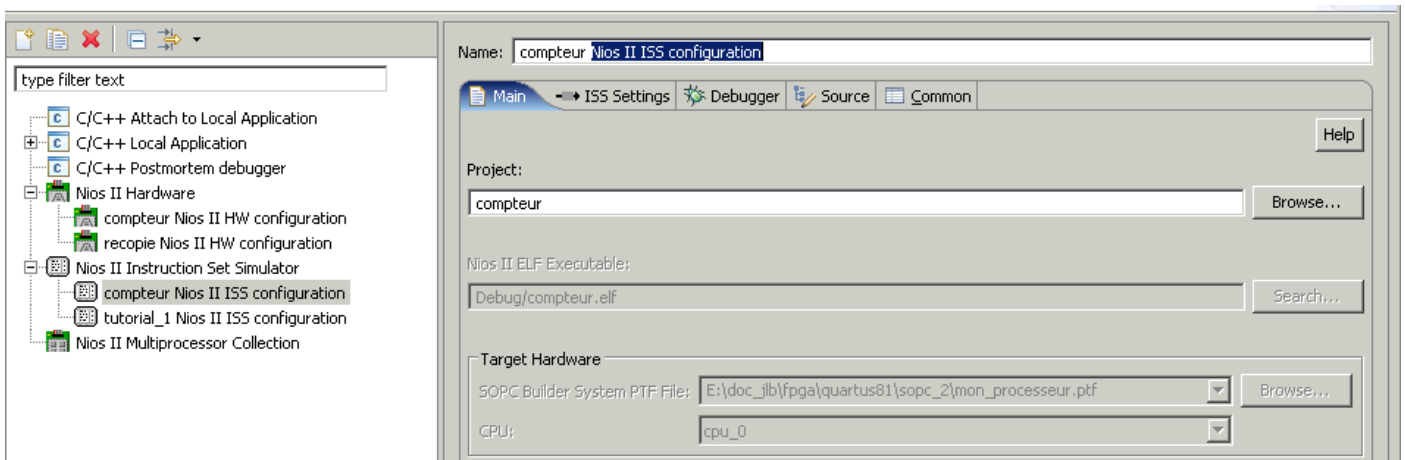 type filter text
C/C++ Attach to Local Application
C/C++ Local Application
C/C++ Postmortem debugger
Nios II Hardware
compteur Nios II HW configuration
recopie Nios II HW configuration
Nios II Instruction Set Simulator
compteur Nios II ISS configuration
tutorial_1 Nios II ISS configuration
Nios II Multiprocessor Collection
Name: compteur Nios II ISS configuration
Main ISS Settings Debugger Source Common
Help
Project:
compteur Browse...
Nios II ELF Executable:
Debug/compteur.elf Search...
Target Hardware
SOPC Builder System PTF File: E:\doc_jlb\fpga\quartus81\sopc_2\mon_processeur.ptf Browse...
CPU: cpu_0